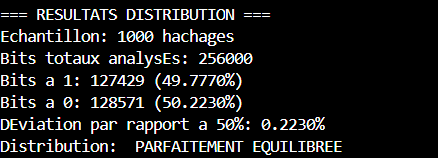 === RESULTATS DISTRIBUTION ===
Echantillon: 1000 hachages
Bits totaux analysEs: 256000
Bits a 1: 127429 (49.7770%)
Bits a 0: 128571 (50.2230%)
DEviation par rapport a 50%: 0.2230%
Distribution:  PARFAITEMENT EQUILIBREE